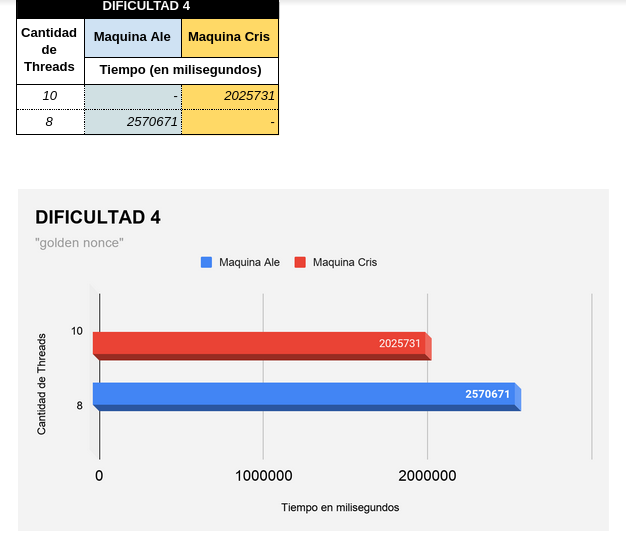 DIFICULTAD 4
Cantidad de Threads
Maquina Ale
Maquina Cris
Tiempo (en milisegundos)
10
-
2025731
8
2570671
-
DIFICULTAD 4
"golden nonce"
Maquina Ale
Maquina Cris
Cantidad de Threads
10
2025731
8
2570671
0
1000000
2000000
Tiempo en milisegundos